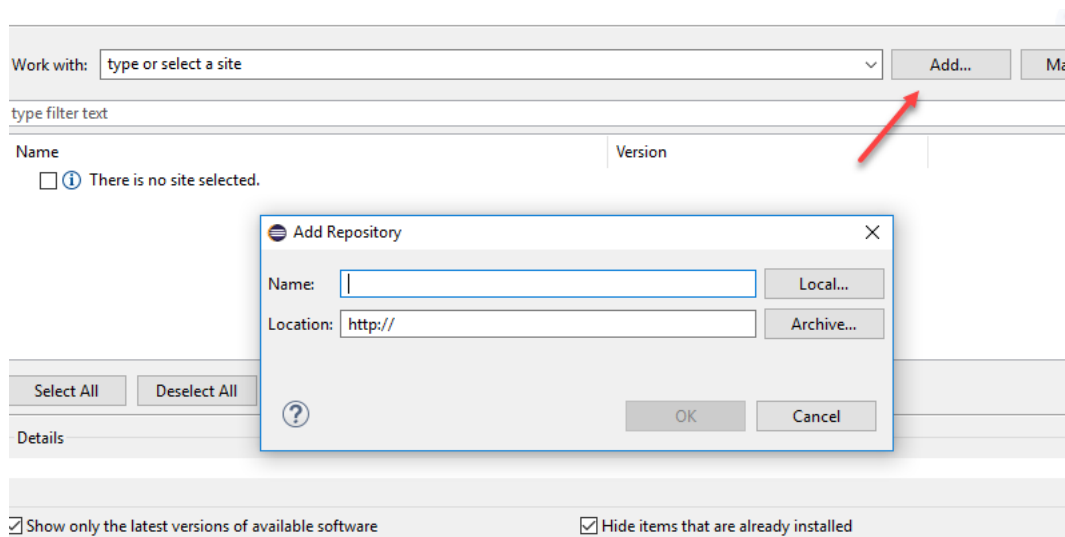 Work with: type or select a site Add... Ma
type filter text
Name Version
There is no site selected.
Add Repository
Name: Local...
Location: http:// Archive...
Select All Deselect All
? OK Cancel
Details
Show only the latest versions of available software Hide items that are already installed